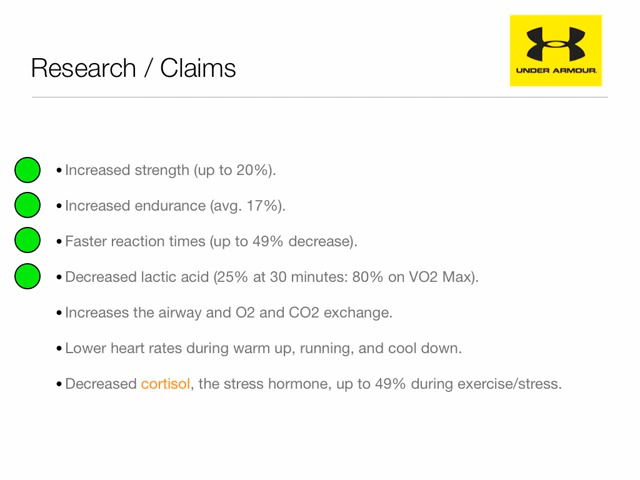 UNDER ARMOUR
Research / Claims
• Increased strength (up to 20%).
• Increased endurance (avg. 17%).
• Faster reaction times (up to 49% decrease).
• Decreased lactic acid (25% at 30 minutes: 80% on VO2 Max).
• Increases the airway and O2 and CO2 exchange.
• Lower heart rates during warm up, running, and cool down.
• Decreased cortisol, the stress hormone, up to 49% during exercise/stress.